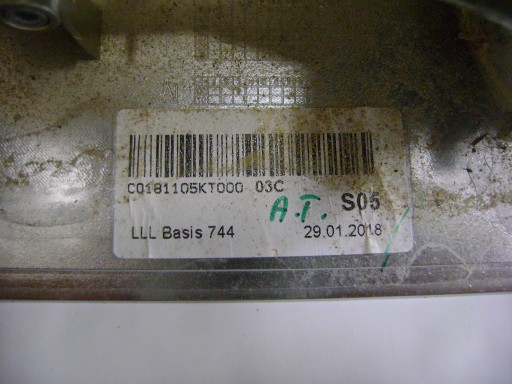 C0181105KT000 03C
A.T. S05
LLL Basis 744 29.01.2018